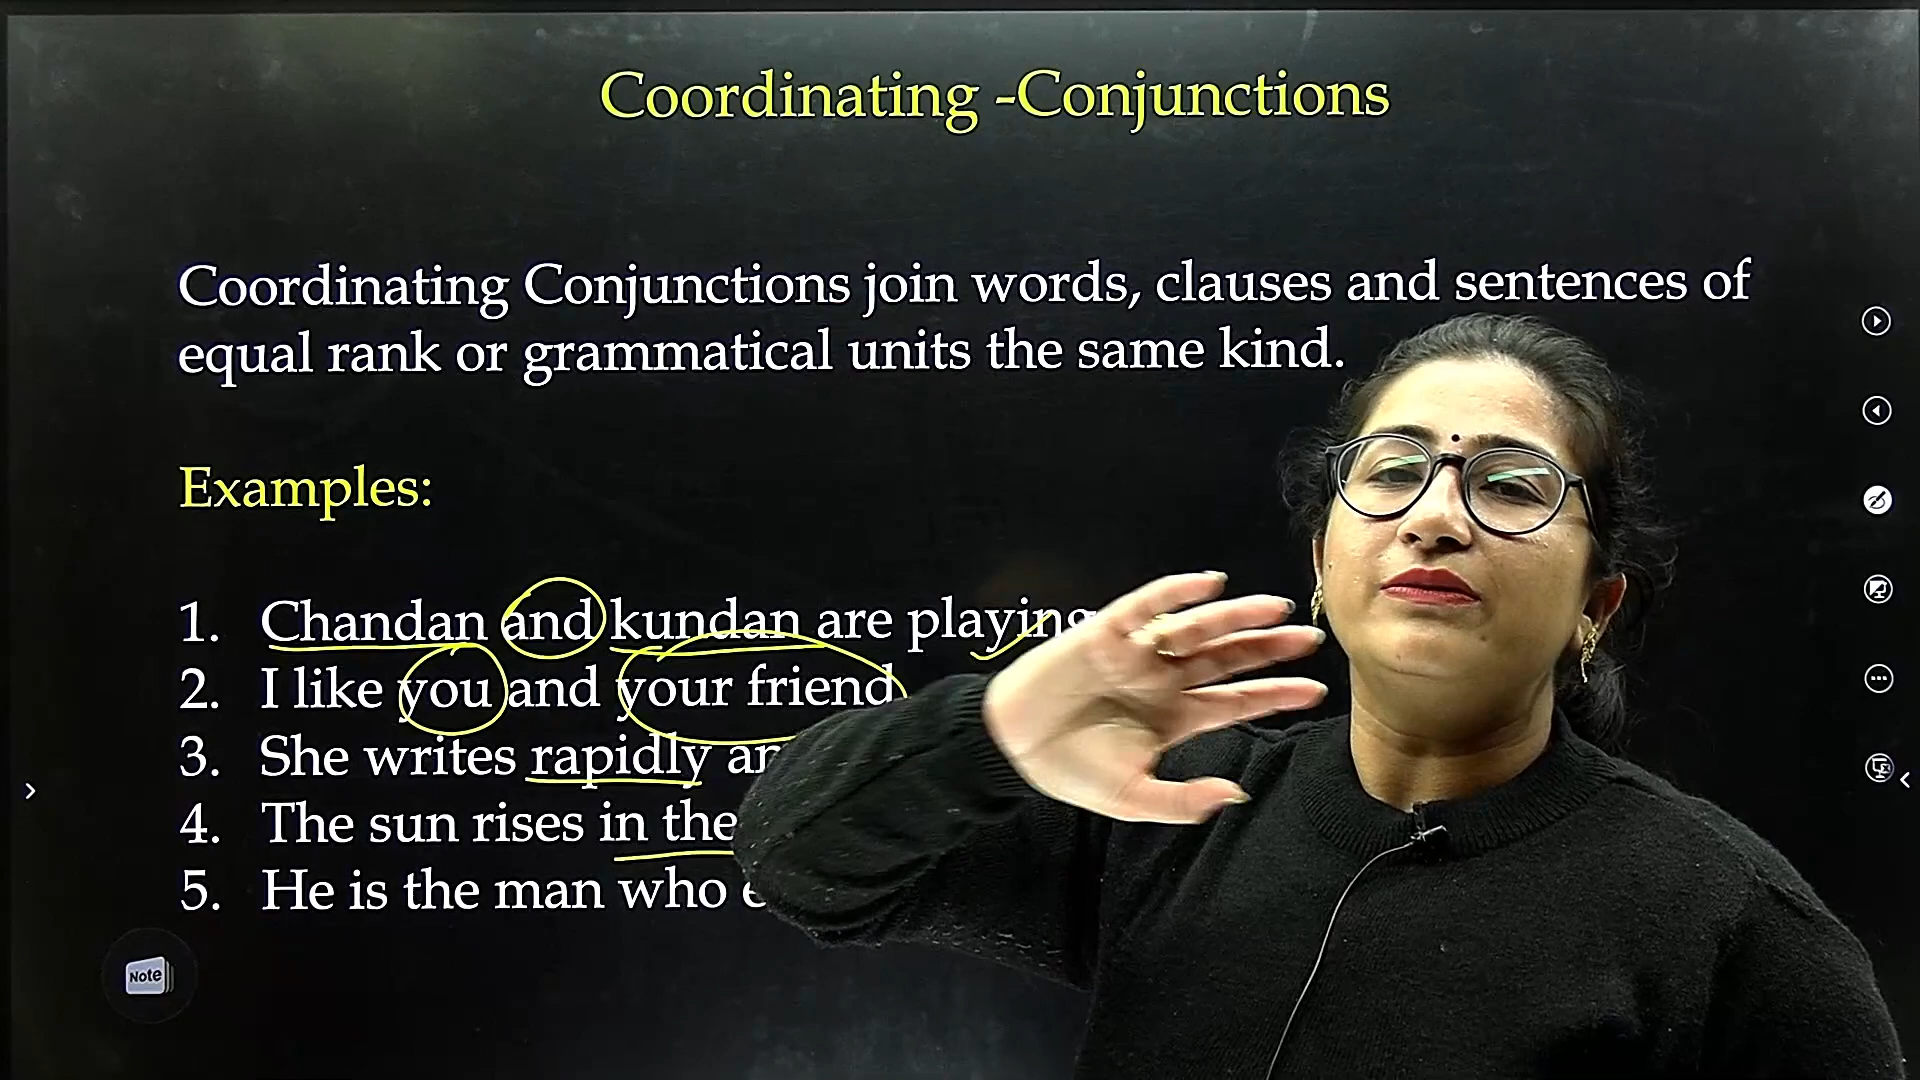 Coordinating -Conjunctions
Coordinating Conjunctions join words, clauses and sentences of
equal rank or grammatical units the same kind.
Examples:
1. Chandan and kundan are playing
2. I like you and your friend
3. She writes rapidly
4. The sun rises in the
5. He is the man who
Note